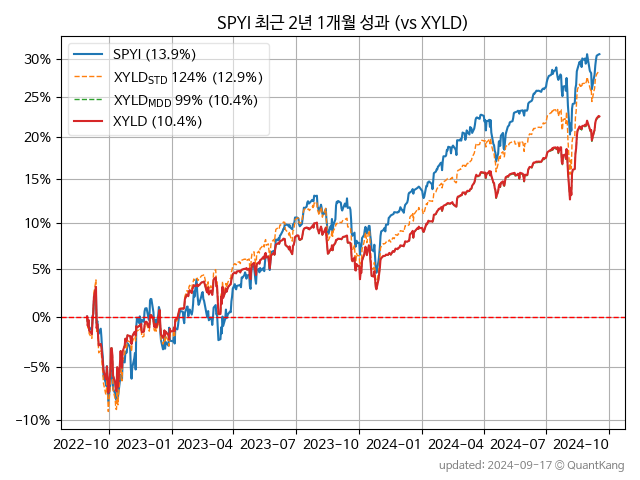 SPYI 최근 2년 1개월 성과 (vs XYLD)
SPYI (13.9%)
XYLD_STD 124% (12.9%)
XYLD_MDD 99% (10.4%)
XYLD (10.4%)
30%
25%
20%
15%
10%
5%
0%
−5%
−10%
2022-10 2023-01 2023-04 2023-07 2023-10 2024-01 2024-04 2024-07 2024-10
updated: 2024-09-17 © QuantKang